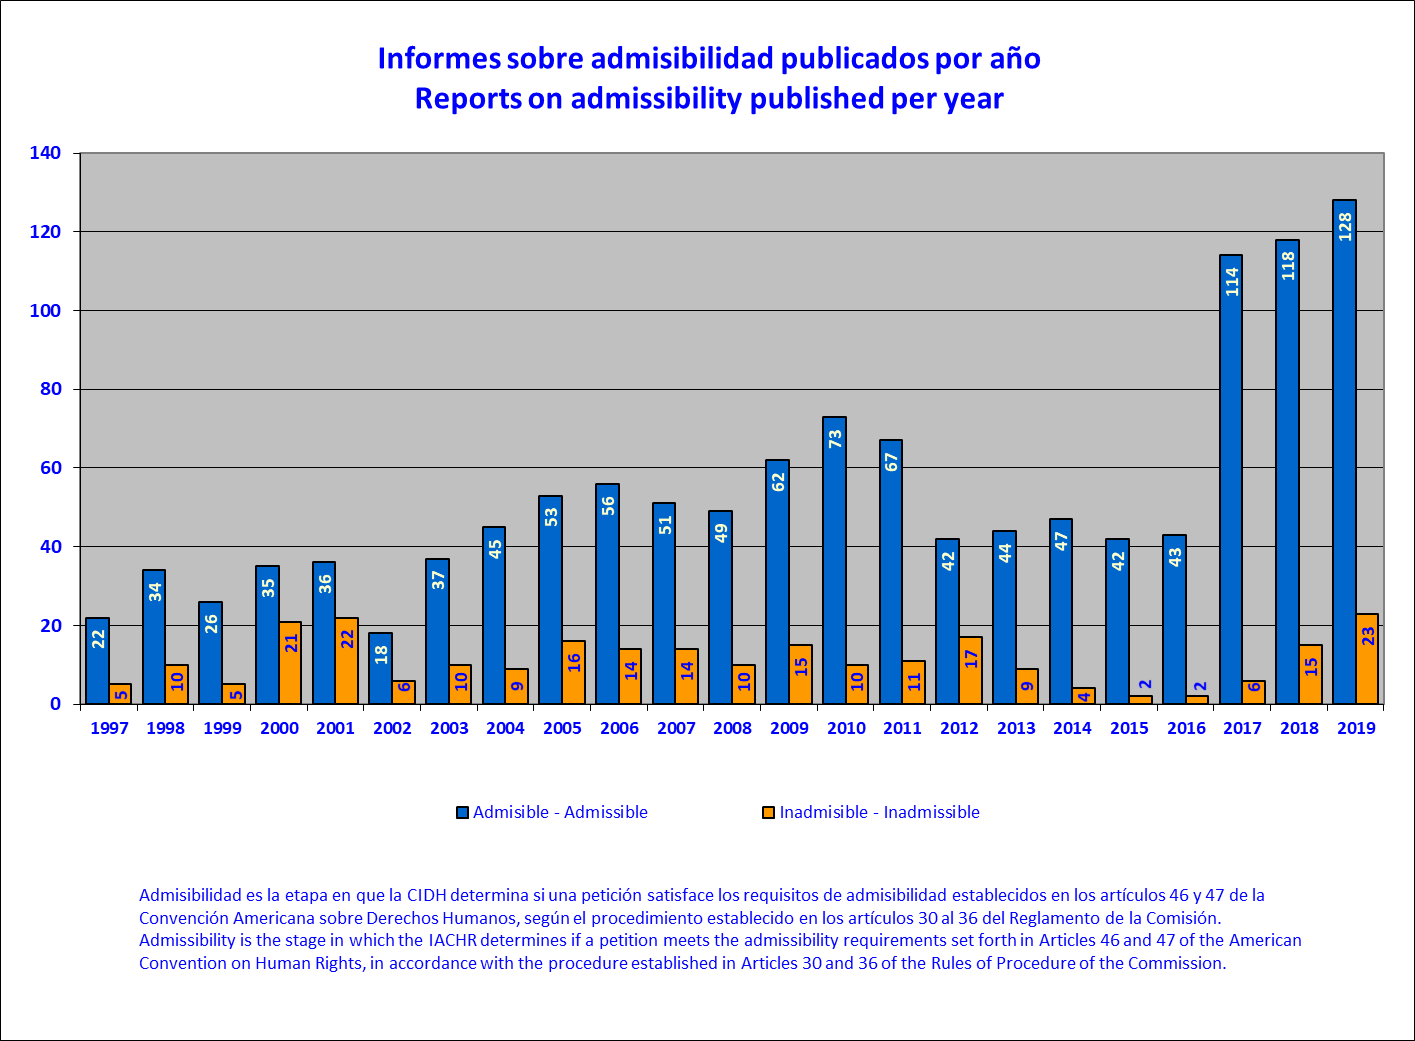 Informes sobre admisibilidad publicados por año
Reports on admissibility published per year
140
120
100
80
60
40
20
0
22 5 34 10 26 5 35 21 36 22 18 6 37 10 45 9 53 16 56 14 51 14 49 10 62 15 73 10 67 11 42 17 44 9 47 4 42 2 43 2 114 6 118 15 128 23
1997 1998 1999 2000 2001 2002 2003 2004 2005 2006 2007 2008 2009 2010 2011 2012 2013 2014 2015 2016 2017 2018 2019
Admisible - Admissible Inadmisible - Inadmissible
Admisibilidad es la etapa en que la CIDH determina si una petición satisface los requisitos de admisibilidad establecidos en los artículos 46 y 47 de la
Convención Americana sobre Derechos Humanos, según el procedimiento establecido en los artículos 30 al 36 del Reglamento de la Comisión.
Admissibility is the stage in which the IACHR determines if a petition meets the admissibility requirements set forth in Articles 46 and 47 of the American
Convention on Human Rights, in accordance with the procedure established in Articles 30 and 36 of the Rules of Procedure of the Commission.